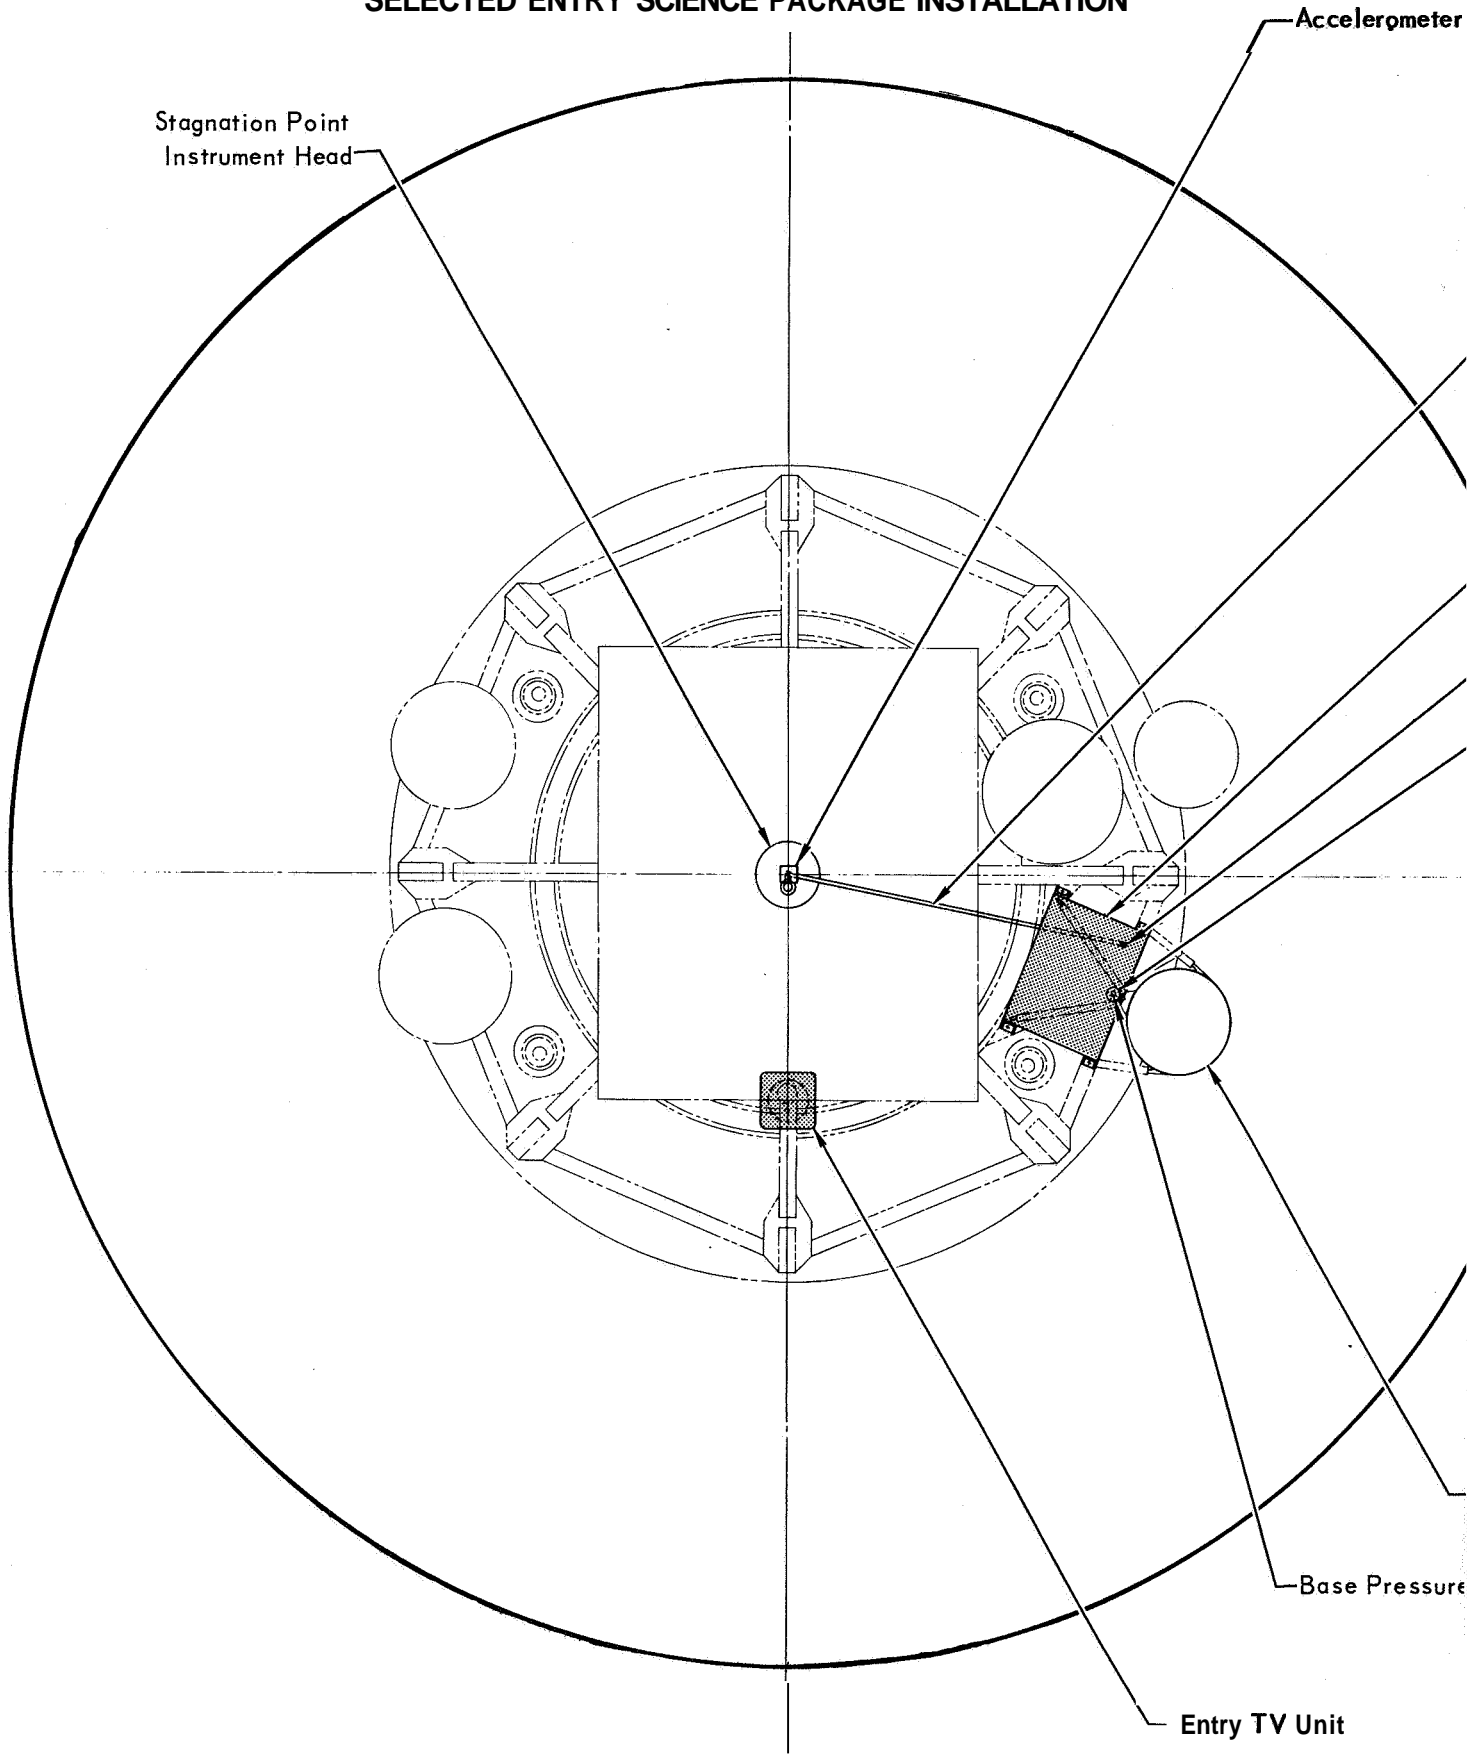 SELECTED ENTRY SCIENCE PACKAGE INSTALLATION
Accelerometer
Stagnation Point
Instrument Head
Base Pressure
Entry TV Unit